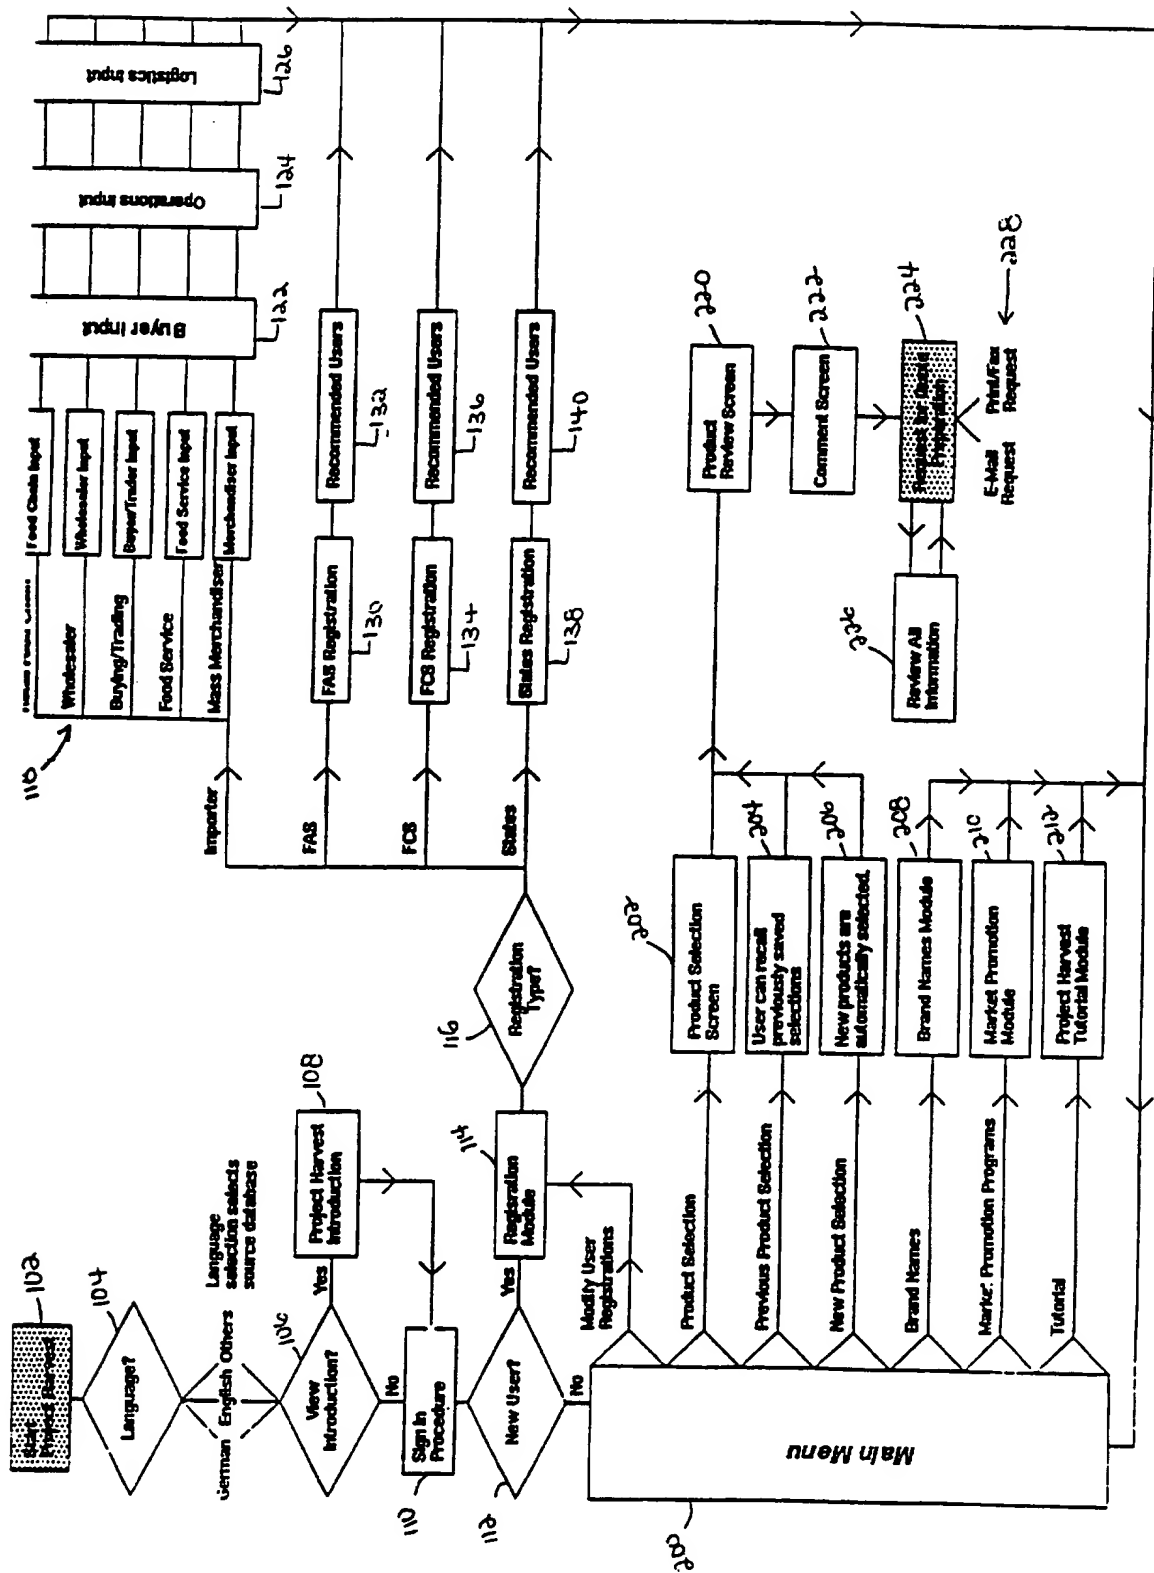 Start
Project Harvest
102
Language?
104
German English Others
Language
selection selects
source database
View
Introduction?
106
Yes
No
Project Harvest
Introduction
108
Sign In
Procedure
110
New User?
112
Yes
No
Registration
Module
114
Registration
Type?
116
Importer
FAS
FCS
States
118
Wholesaler
Buying/Trading
Food Service
Mass Merchandiser
Food Chain Input
Wholesaler Input
Buyer/Trader Input
Food Service Input
Merchandiser Input
Buyer Input
122
Operations Input
124
Logistics Input
126
FAS Registration
130
Recommended Users
132
FCS Registration
134
Recommended Users
136
States Registration
138
Recommended Users
140
Main Menu
200
Modify User
Registrations
Product Selection
Previous Product Selection
New Product Selection
Brand Names
Market Promotion Programs
Tutorial
Product Selection
Screen
202
User can recall
previously saved
selections
204
New products are
automatically selected.
206
Brand Names Module
208
Market Promotion
Module
210
Project Harvest
Tutorial Module
212
Product
Review Screen
220
Comment Screen
222
Request for Quote
Preparation
224
Review All
Information
226
E-Mail
Request
Print/Fax
Request
228